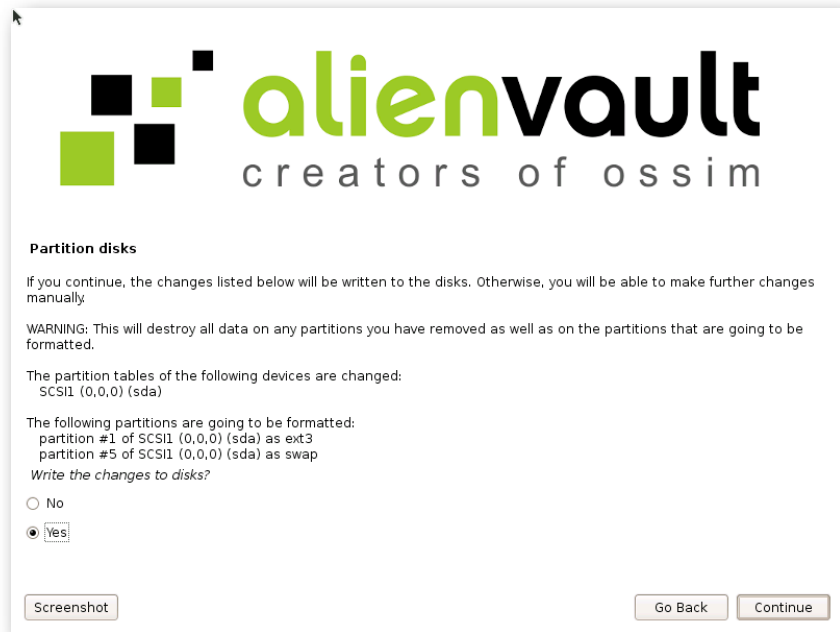 alienvault
creators of ossim
Partition disks
If you continue, the changes listed below will be written to the disks. Otherwise, you will be able to make further changes
manually.
WARNING: This will destroy all data on any partitions you have removed as well as on the partitions that are going to be
formatted.
The partition tables of the following devices are changed:
SCSI1 (0,0,0) (sda)
The following partitions are going to be formatted:
partition #1 of SCSI1 (0,0,0) (sda) as ext3
partition #5 of SCSI1 (0,0,0) (sda) as swap
Write the changes to disks?
No
Yes
Screenshot
Go Back
Continue